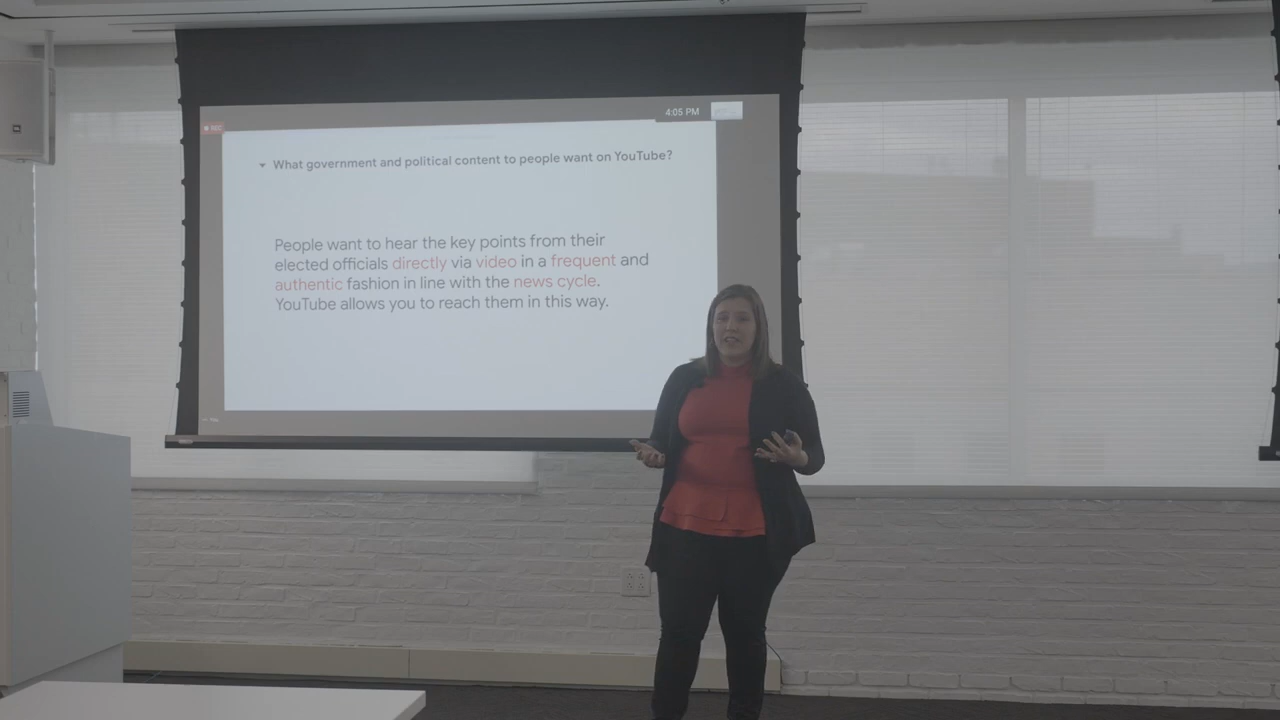 4:05 PM
REC
What government and political content to people want on YouTube?
People want to hear the key points from their
elected officials directly via video in a frequent and
authentic fashion in line with the news cycle.
YouTube allows you to reach them in this way.